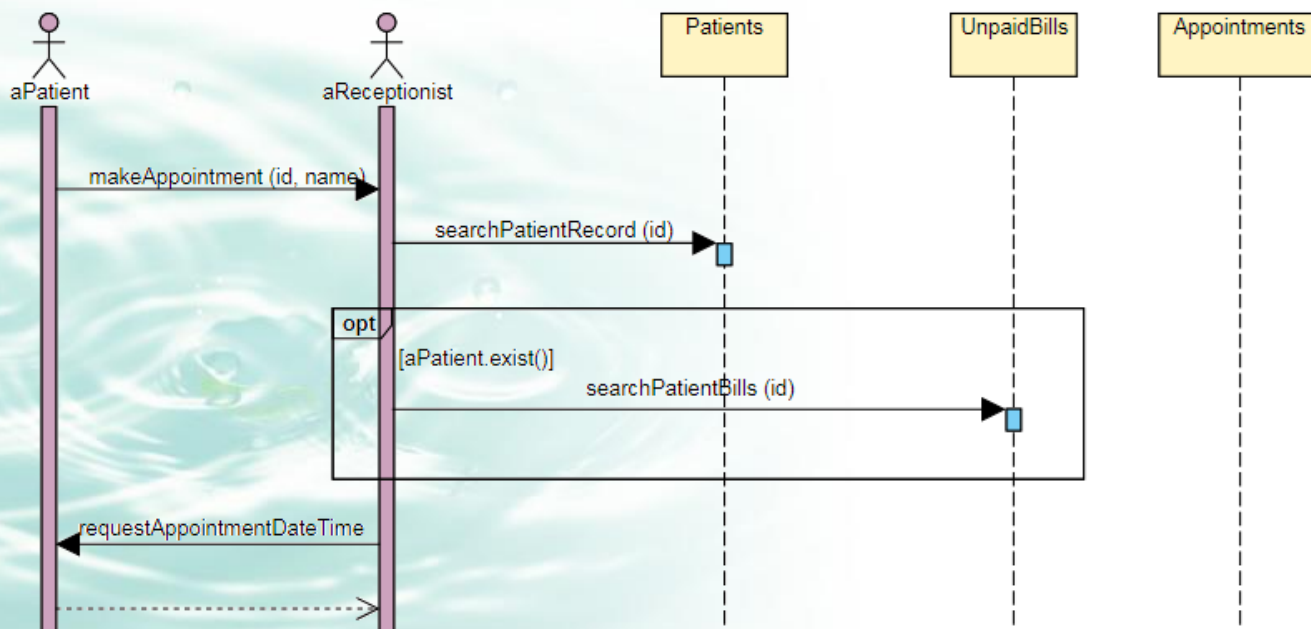 Patients
UnpaidBills
Appointments
aPatient
aReceptionist
makeAppointment (id, name)
searchPatientRecord (id)
opt
[aPatient.exist()]
searchPatientBills (id)
requestAppointmentDateTime